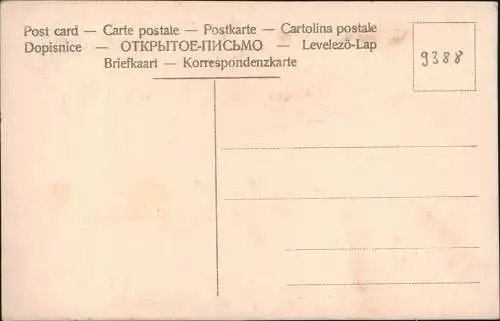 Post card — Carte postale — Postkarte — Cartolina postale
Dopisnice — ОТКРЫТОЕ-ПИСЬМО — Levelező-Lap
Briefkaart — Korrespondenzkarte
9388